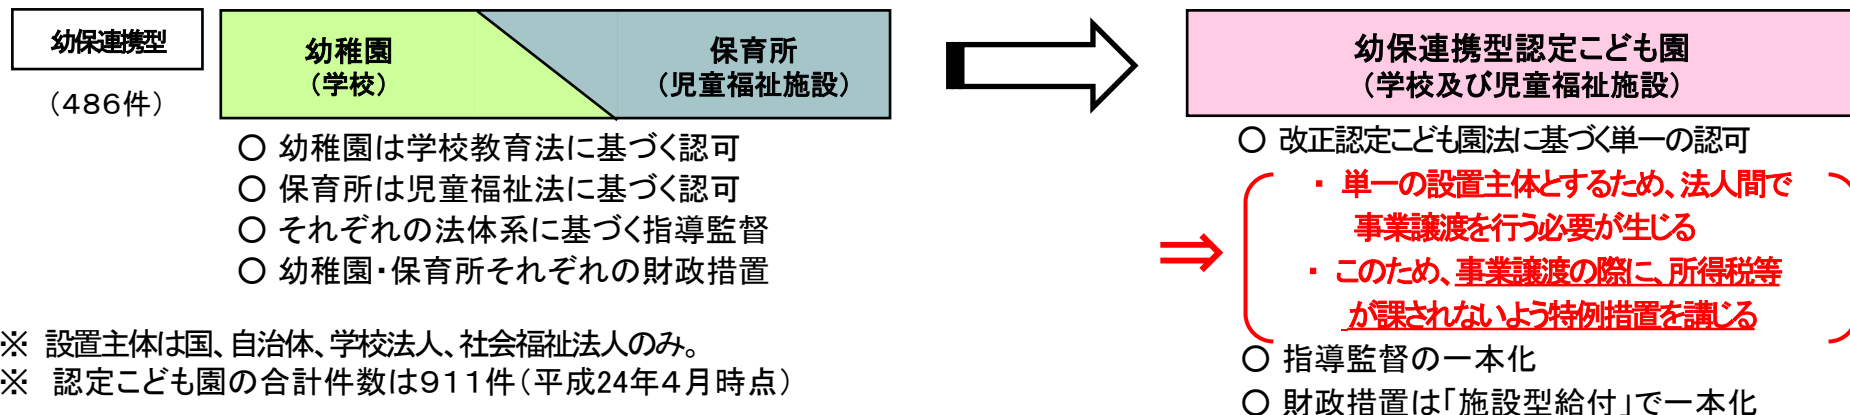 幼保連携型
（486件）
幼稚園
（学校）
保育所
（児童福祉施設）
○ 幼稚園は学校教育法に基づく認可
○ 保育所は児童福祉法に基づく認可
○ それぞれの法体系に基づく指導監督
○ 幼稚園・保育所それぞれの財政措置
※ 設置主体は国、自治体、学校法人、社会福祉法人のみ。
※ 認定こども園の合計件数は９１１件（平成24年４月時点）
幼保連携型認定こども園
（学校及び児童福祉施設）
○ 改正認定こども園法に基づく単一の認可
⇒
・ 単一の設置主体とするため、法人間で
事業譲渡を行う必要が生じる
・ このため、事業譲渡の際に、所得税等
が課されないよう特例措置を講じる
○ 指導監督の一本化
○ 財政措置は「施設型給付」で一本化